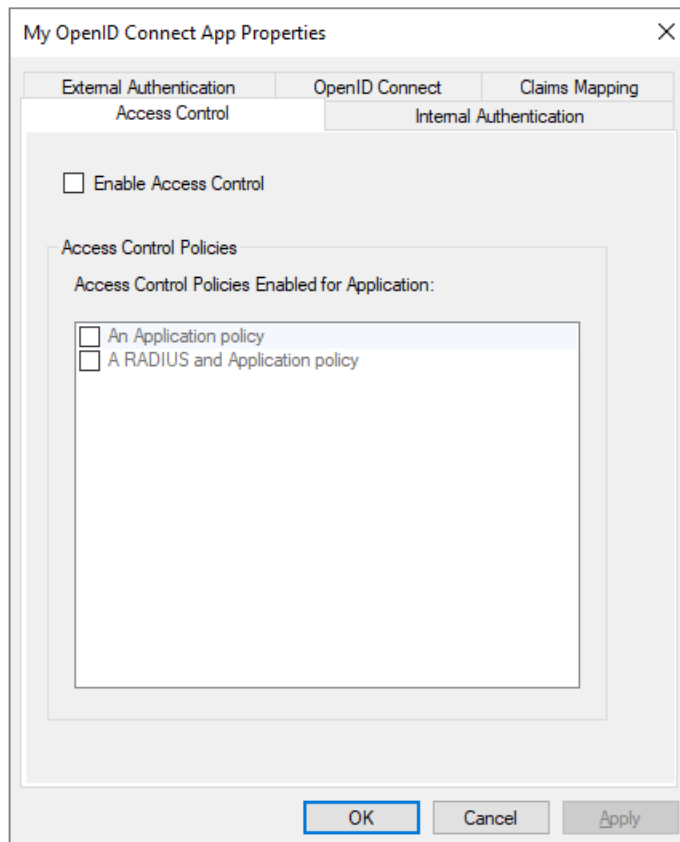 My OpenID Connect App Properties
External Authentication OpenID Connect Claims Mapping
Access Control Internal Authentication
Enable Access Control
Access Control Policies
Access Control Policies Enabled for Application:
An Application policy
A RADIUS and Application policy
OK Cancel Apply